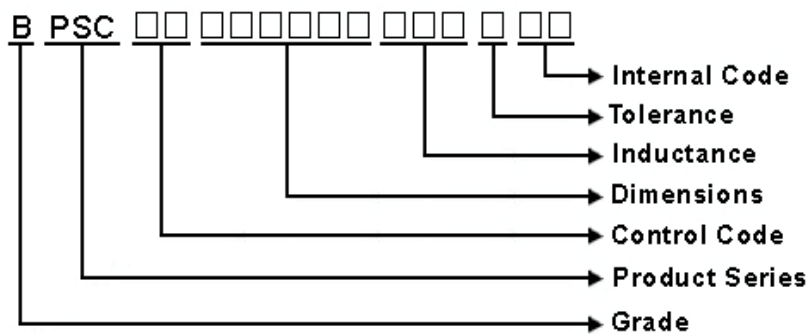 B PSC □□ □□□□□□ □□□ □ □□
Internal Code
Tolerance
Inductance
Dimensions
Control Code
Product Series
Grade